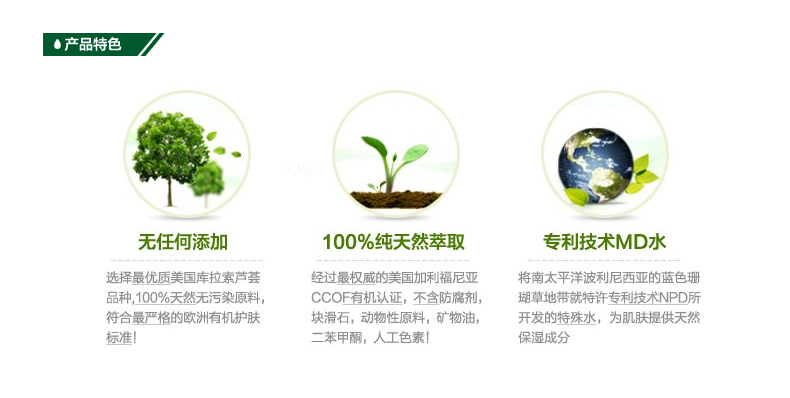 产品特色
无任何添加
选择最优质美国库拉索芦荟
品种,100%天然无污染原料，
符合最严格的欧洲有机护肤
标准！
100%纯天然萃取
经过最权威的美国加利福尼亚
CCOF有机认证，不含防腐剂，
块滑石，动物性原料，矿物油，
二苯甲酮，人工色素！
专利技术MD水
将南太平洋波利尼西亚的蓝色珊
瑚草地带就特许专利技术NPD所
开发的特殊水，为肌肤提供天然
保湿成分